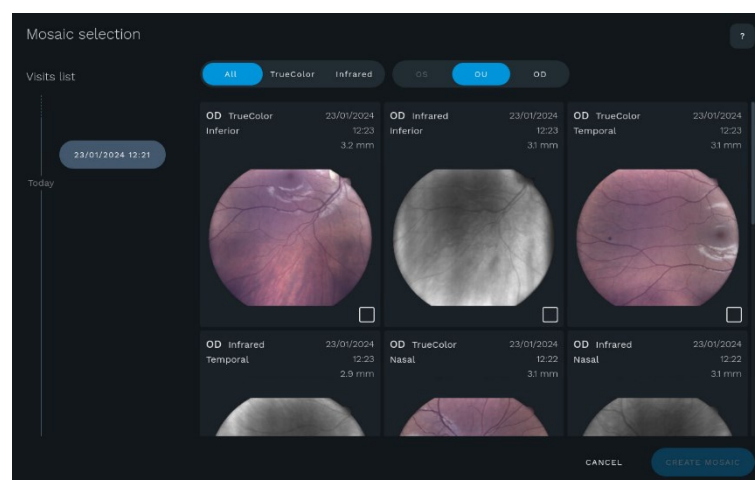 Mosaic selection
?
Visits list
All TrueColor Infrared
OS OU OD
23/01/2024 12:21
Today
OD TrueColor 23/01/2024
Inferior 12:23
3.2 mm
OD Infrared 23/01/2024
Inferior 12:23
3.1 mm
OD TrueColor 23/01/2024
Temporal 12:23
3.1 mm
OD Infrared 23/01/2024
Temporal 12:23
2.9 mm
OD TrueColor 23/01/2024
Nasal 12:22
3.1 mm
OD Infrared 23/01/2024
Nasal 12:22
3.1 mm
CANCEL CREATE MOSAIC